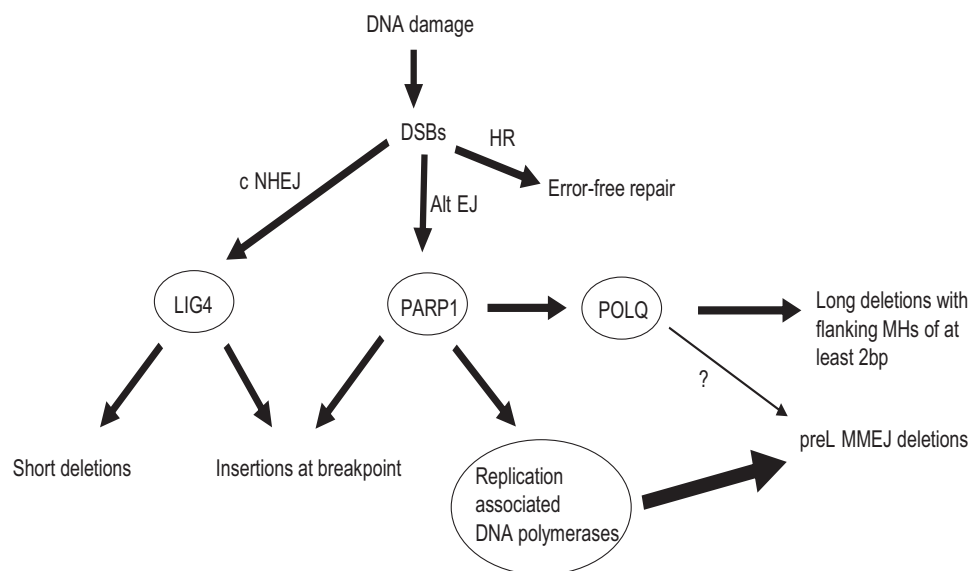 DNA damage
DSBs
HR
c NHEJ
Error-free repair
Alt EJ
LIG4
PARP1
POLQ
Long deletions with
flanking MHs of at
least 2bp
?
preL MMEJ deletions
Short deletions
Insertions at breakpoint
Replication
associated
DNA polymerases